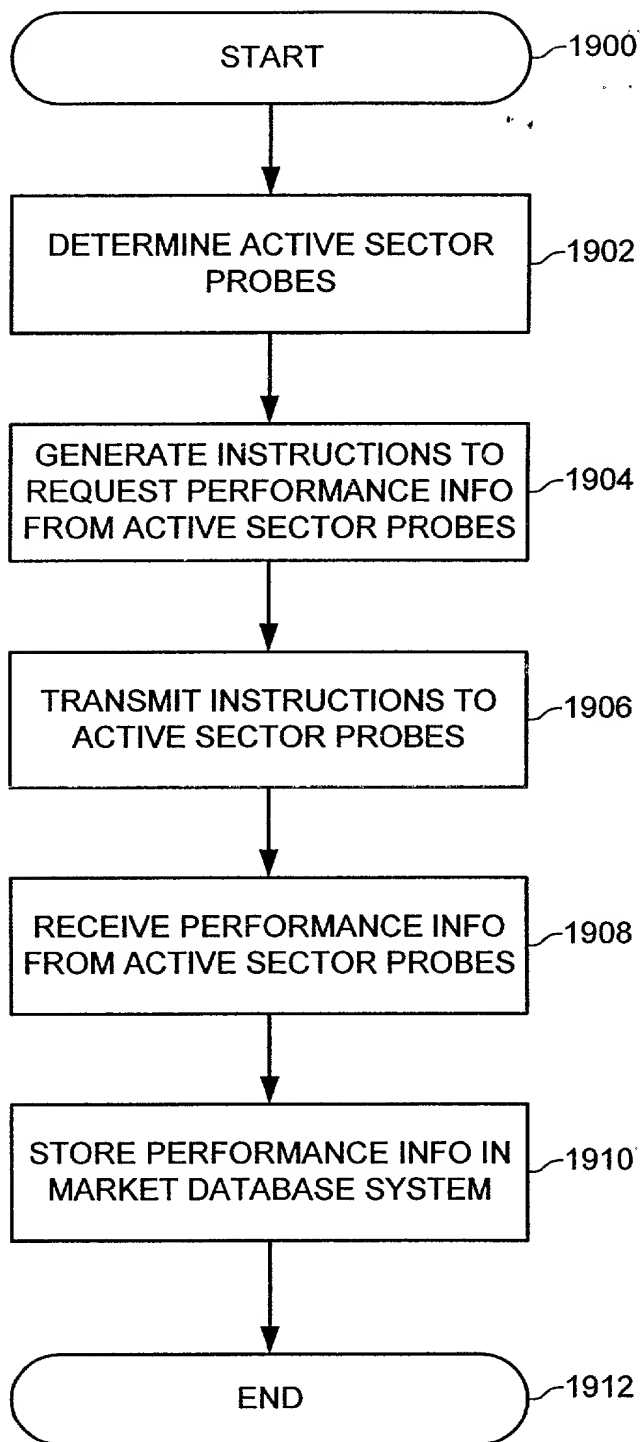 START
1900
DETERMINE ACTIVE SECTOR
PROBES
1902
GENERATE INSTRUCTIONS TO
REQUEST PERFORMANCE INFO
FROM ACTIVE SECTOR PROBES
1904
TRANSMIT INSTRUCTIONS TO
ACTIVE SECTOR PROBES
1906
RECEIVE PERFORMANCE INFO
FROM ACTIVE SECTOR PROBES
1908
STORE PERFORMANCE INFO IN
MARKET DATABASE SYSTEM
1910
END
1912